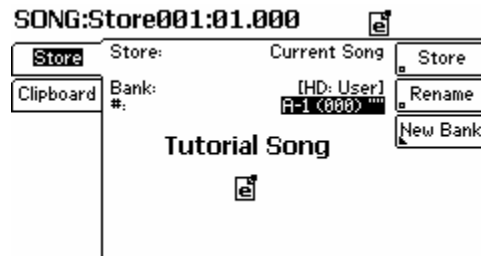 SONG:Store001:01.000
Store
Store: Current Song
Store
Clipboard
Bank: [HD: User]
#: A-1 (000) ""
Rename
New Bank
Tutorial Song